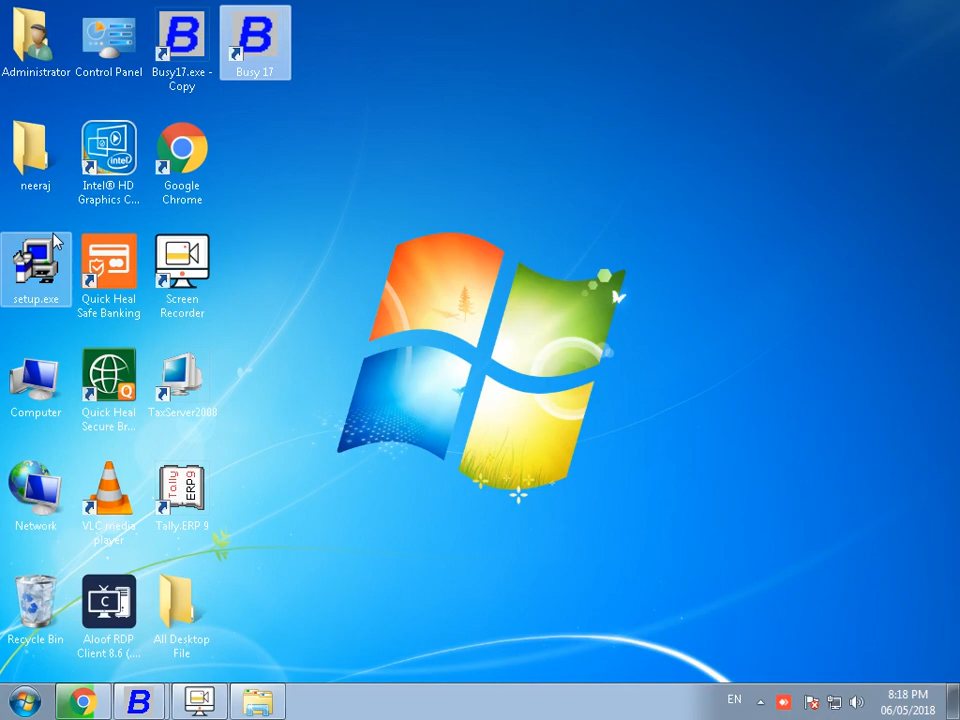 Administrator
Control Panel
Busy17.exe -
Copy
Busy 17
neeraj
Intel® HD
Graphics C...
Google
Chrome
setup.exe
Quick Heal
Safe Banking
Screen
Recorder
Computer
Quick Heal
Secure Br...
TaxServer2008
Network
VLC media
player
Tally.ERP 9
Recycle Bin
Aloof RDP
Client 8.6 (....
All Desktop
File
EN
8:18 PM
06/05/2018